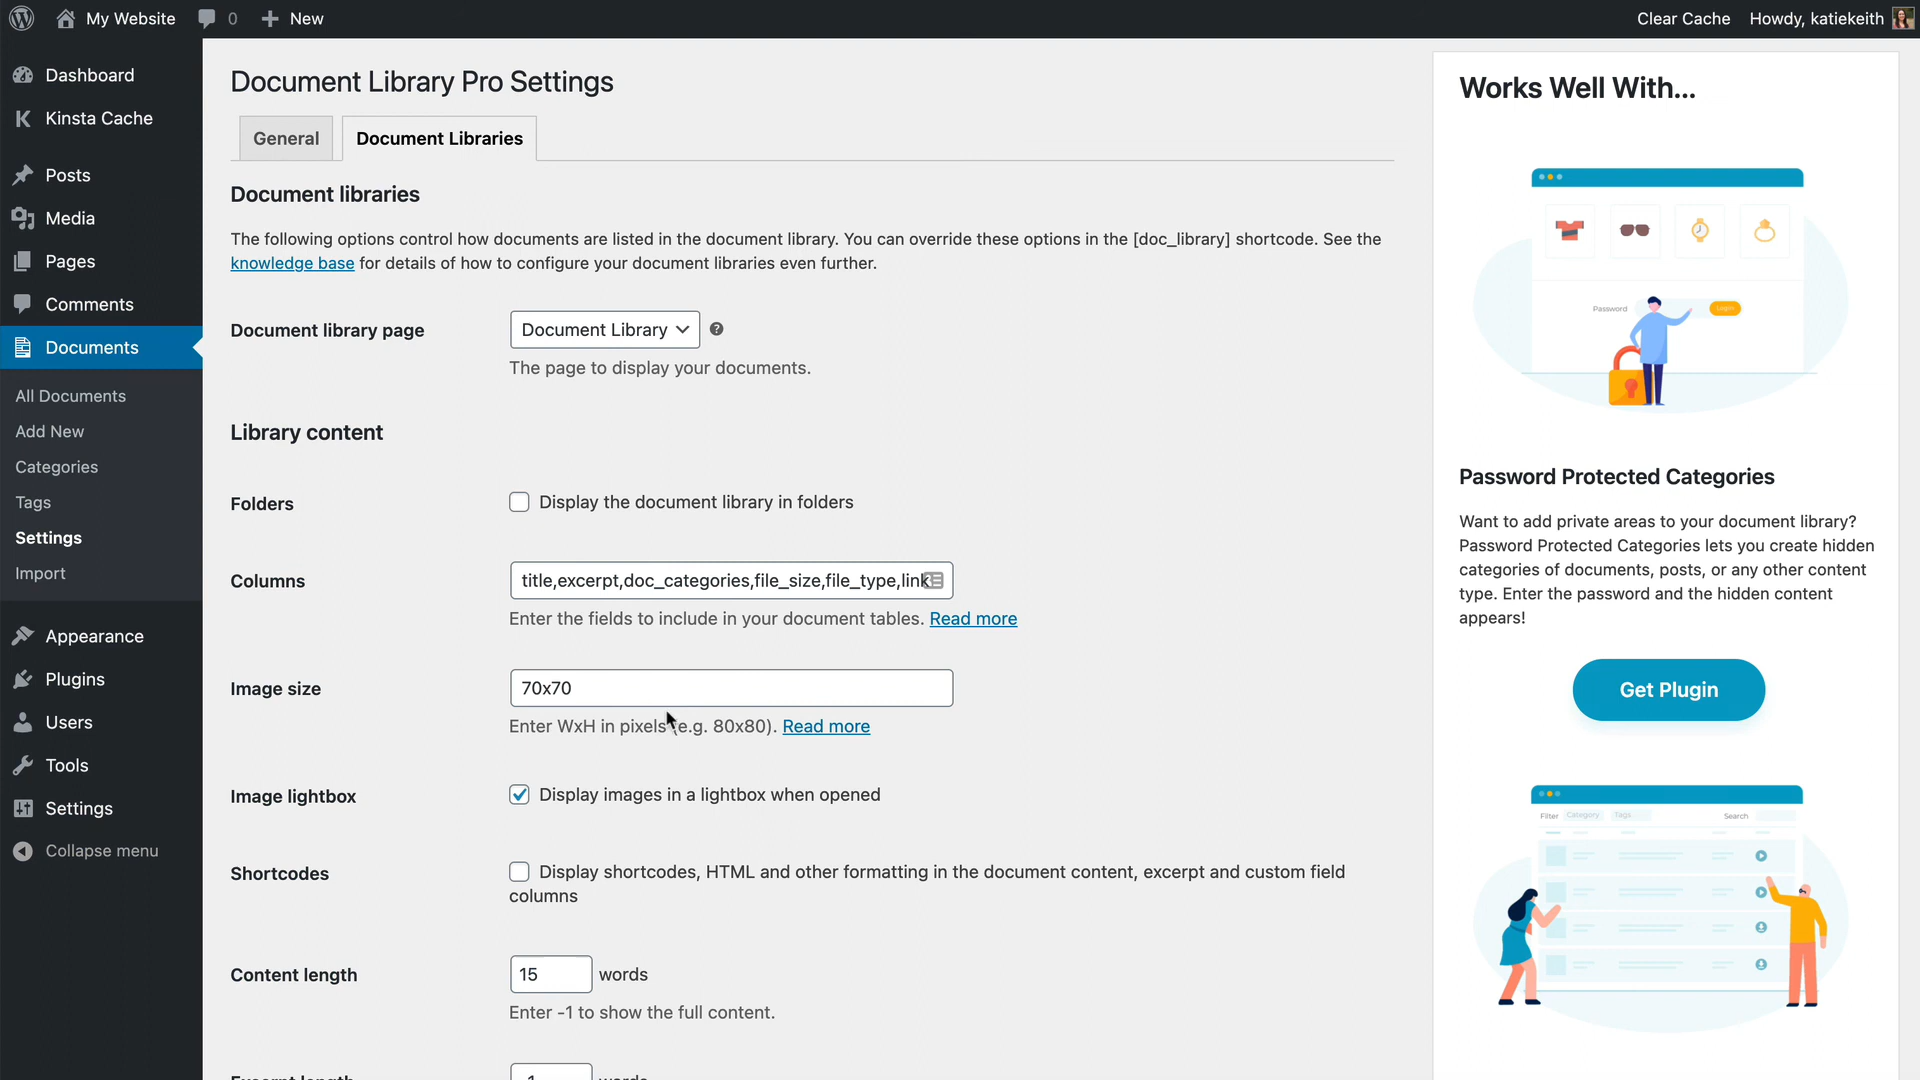 My Website
0
New
Clear Cache
Howdy, katiekeith
Dashboard
Kinsta Cache
Posts
Media
Pages
Comments
Documents
All Documents
Add New
Categories
Tags
Settings
Import
Appearance
Plugins
Users
Tools
Settings
Collapse menu
Document Library Pro Settings
General
Document Libraries
Document libraries
The following options control how documents are listed in the document library. You can override these options in the [doc_library] shortcode. See the
knowledge base for details of how to configure your document libraries even further.
Document library page
Document Library
The page to display your documents.
Library content
Folders
Display the document library in folders
Columns
title,excerpt,doc_categories,file_size,file_type,link
Enter the fields to include in your document tables. Read more
Image size
70x70
Enter WxH in pixels (e.g. 80x80). Read more
Image lightbox
Display images in a lightbox when opened
Shortcodes
Display shortcodes, HTML and other formatting in the document content, excerpt and custom field
columns
Content length
15
words
Enter -1 to show the full content.
Works Well With...
Password
Login
Password Protected Categories
Want to add private areas to your document library?
Password Protected Categories lets you create hidden
categories of documents, posts, or any other content
type. Enter the password and the hidden content
appears!
Get Plugin
Filter
Category
Tags
Search